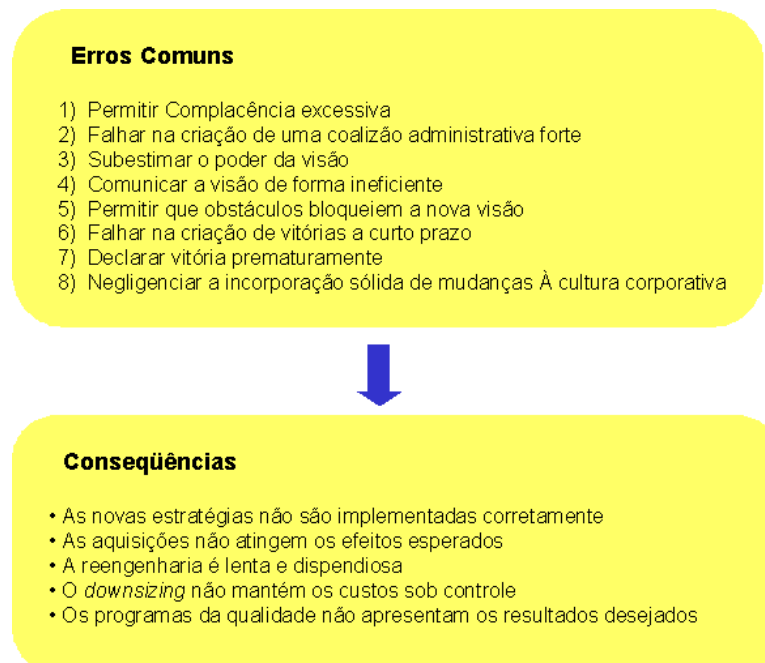 Erros Comuns
1) Permitir Complacência excessiva
2) Falhar na criação de uma coalizão administrativa forte
3) Subestimar o poder da visão
4) Comunicar a visão de forma ineficiente
5) Permitir que obstáculos bloqueiem a nova visão
6) Falhar na criação de vitórias a curto prazo
7) Declarar vitória prematuramente
8) Negligenciar a incorporação sólida de mudanças À cultura corporativa
Conseqüências
• As novas estratégias não são implementadas corretamente
• As aquisições não atingem os efeitos esperados
• A reengenharia é lenta e dispendiosa
• O downsizing não mantém os custos sob controle
• Os programas da qualidade não apresentam os resultados desejados